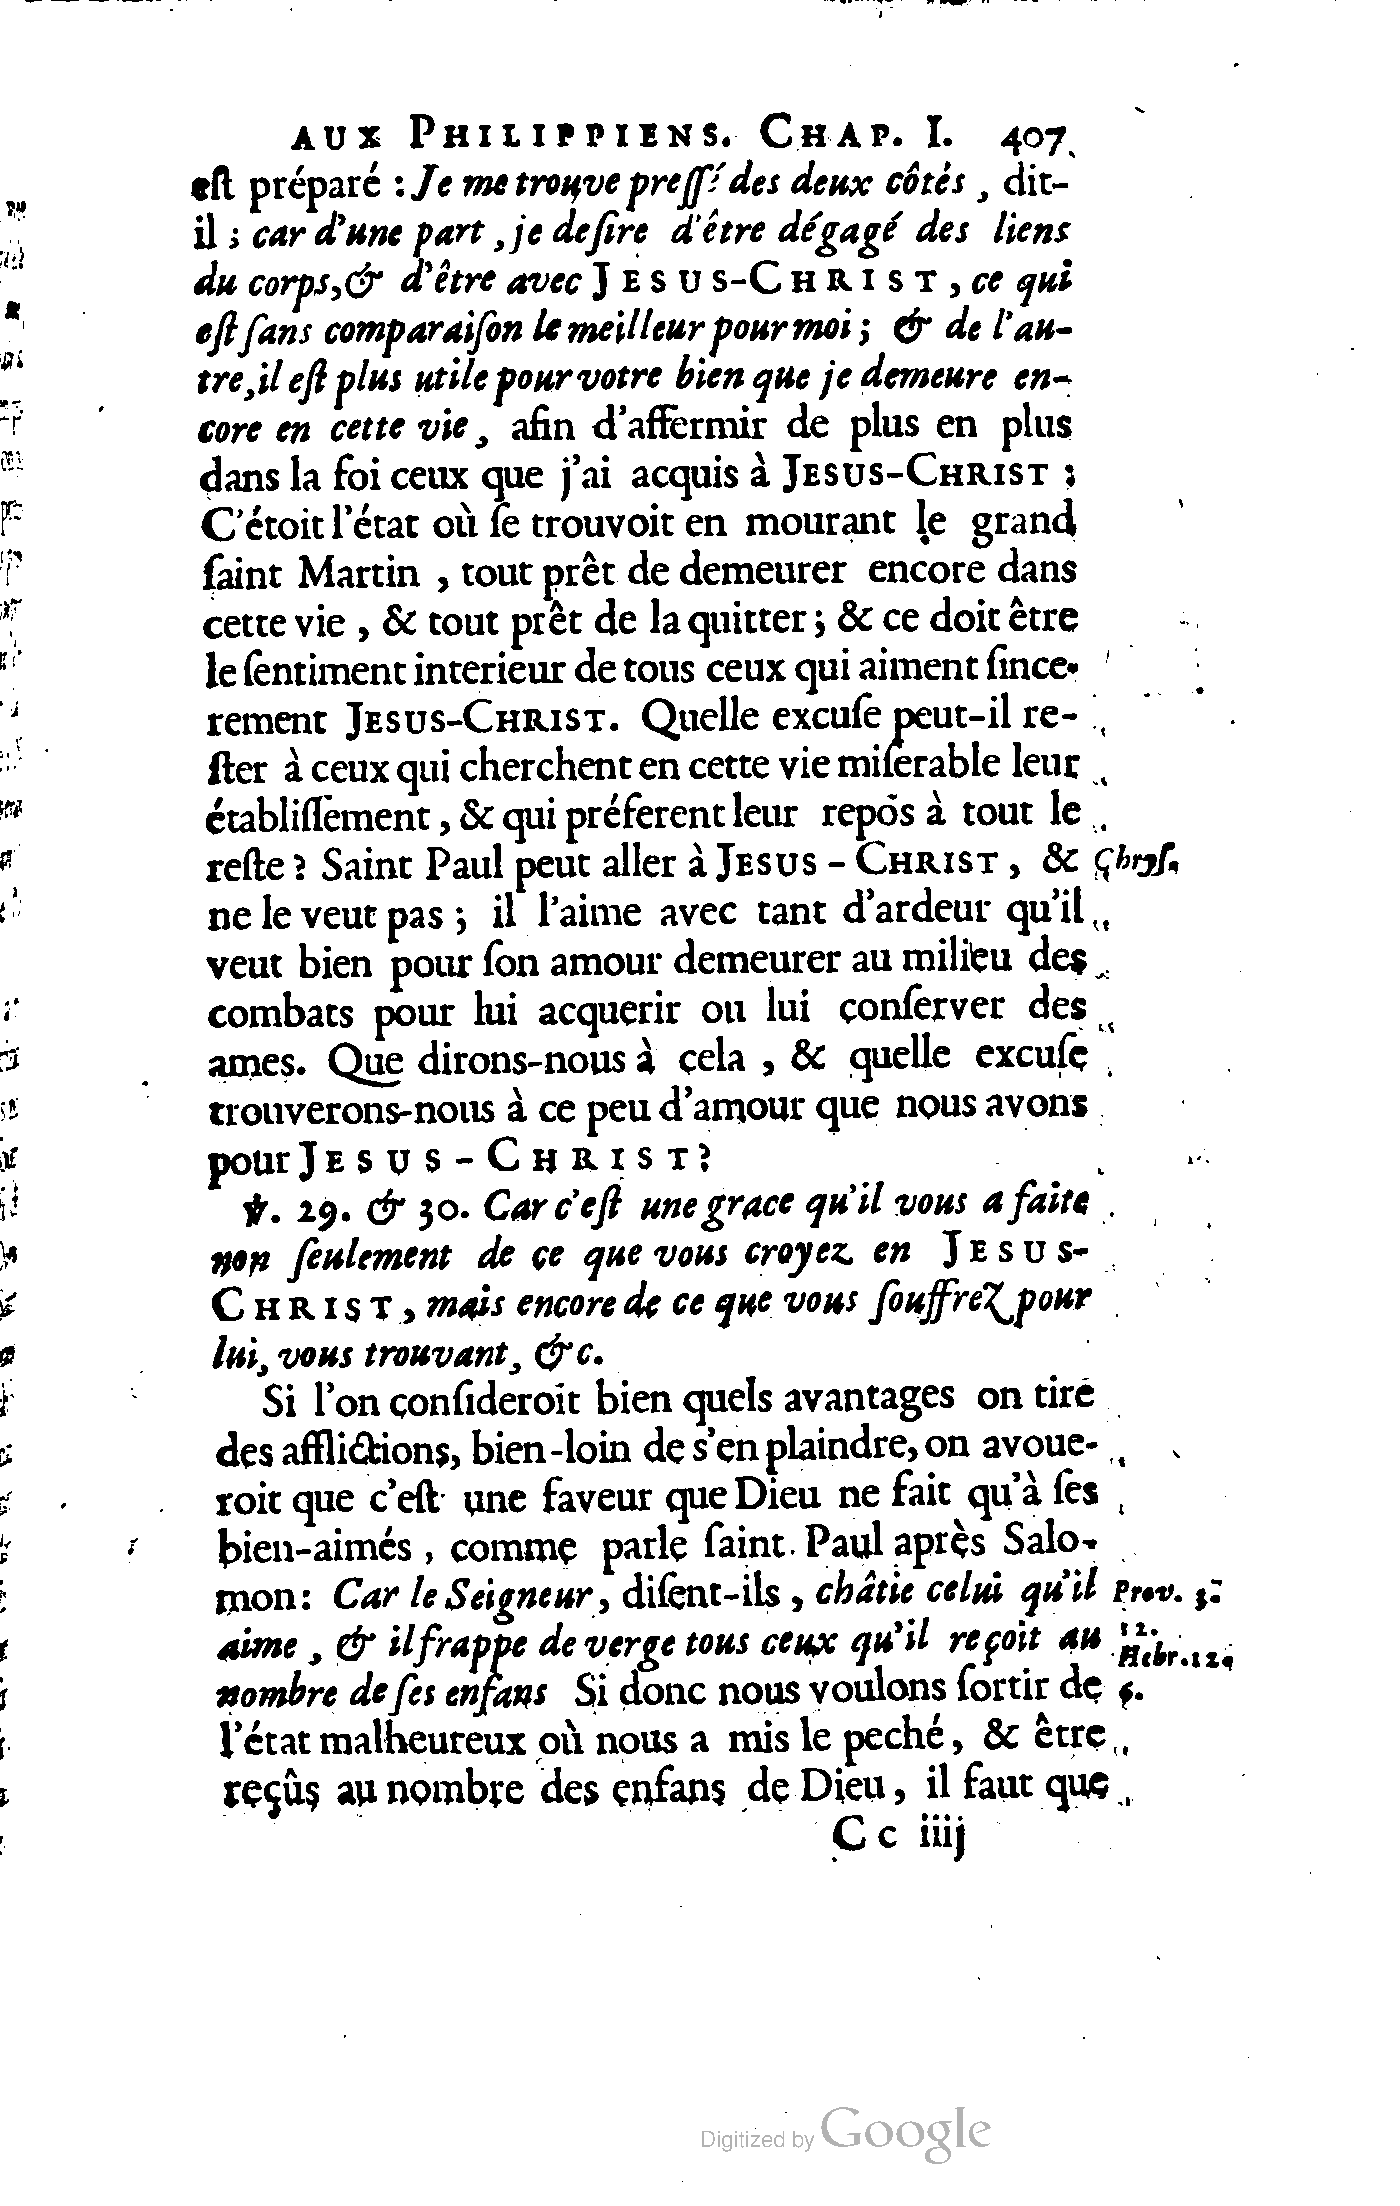 AUX PHILIPPIENS. CHAP. I. 407
eſt préparé : Je me trouve preſſé des deux côtés, dit-
il ; car d'une part, je deſire d'être dégagé des liens
du corps, & d'être avec JESUS-CHRIST, ce qui
eſt ſans comparaiſon le meilleur pour moi ; & de l'au-
tre, il eſt plus utile pour votre bien que je demeure en-
core en cette vie, afin d'affermir de plus en plus
dans la foi ceux que j'ai acquis à JESUS-CHRIST :
C'étoit l'état où ſe trouvoit en mourant le grand
ſaint Martin, tout prêt de demeurer encore dans
cette vie, & tout prêt de la quitter ; & ce doit être
le ſentiment interieur de tous ceux qui aiment ſince-
rement JESUS-CHRIST. Quelle excuſe peut-il re-
ſter à ceux qui cherchent en cette vie miſerable leur
établiſſement, & qui préferent leur repos à tout le
reſte ? Saint Paul peut aller à JESUS-CHRIST, & Chryſ.
ne le veut pas ; il l'aime avec tant d'ardeur qu'il
veut bien pour ſon amour demeurer au milieu des
combats pour lui acquerir ou lui conſerver des
ames. Que dirons-nous à cela, & quelle excuſe
trouverons-nous à ce peu d'amour que nous avons
pour JESUS-CHRIST ?
℣. 29. & 30. Car c'eſt une grace qu'il vous a faite
non ſeulement de ce que vous croyez en JESUS-
CHRIST, mais encore de ce que vous ſouffrez pour
lui, vous trouvant, &c.
Si l'on conſideroit bien quels avantages on tire
des afflictions, bien-loin de s'en plaindre, on avoue-
roit que c'eſt une faveur que Dieu ne fait qu'à ſes
bien-aimés, comme parle ſaint Paul après Salo-
mon : Car le Seigneur, diſent-ils, châtie celui qu'il Prov. 3.
aime, & il frappe de verge tous ceux qu'il reçoit au 12. Hebr. 12.
nombre de ſes enfans Si donc nous voulons ſortir de 6.
l'état malheureux où nous a mis le peché, & être
reçûs au nombre des enfans de Dieu, il faut que
Cc iiij
Digitized by Google